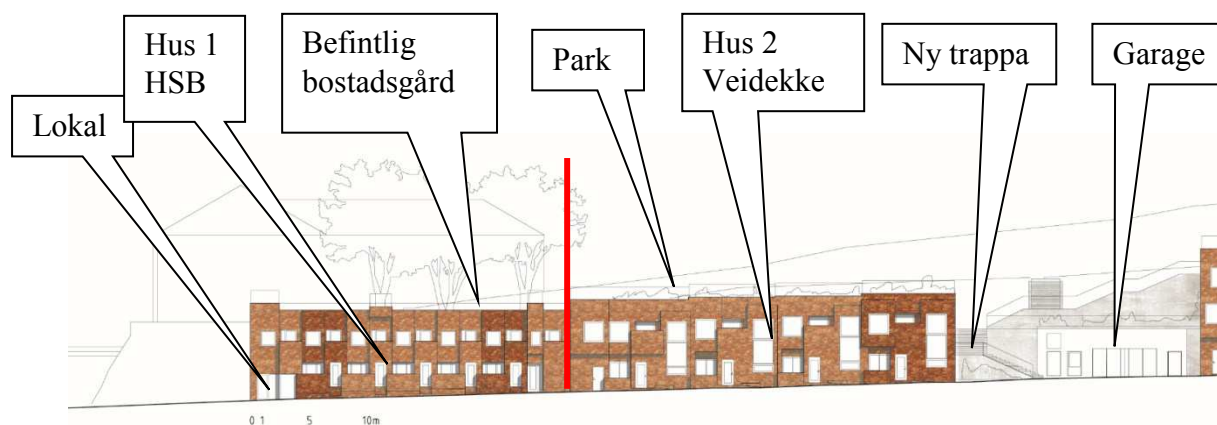 Lokal
Hus 1
HSB
Befintlig
bostadsgård
Park
Hus 2
Veidekke
Ny trappa
Garage
0 1 5 10m